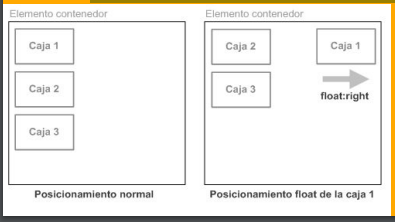 Elemento contenedor
Caja 1
Caja 2
Caja 3
Posicionamiento normal
Elemento contenedor
Caja 2
Caja 1
Caja 3
float:right
Posicionamiento float de la caja 1